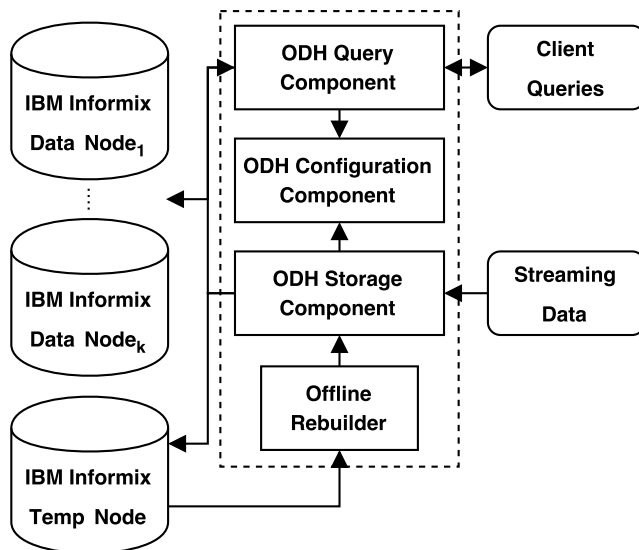 IBM Informix
Data Node1
IBM Informix
Data Nodek
IBM Informix
Temp Node
ODH Query
Component
ODH Configuration
Component
ODH Storage
Component
Offline
Rebuilder
Client
Queries
Streaming
Data